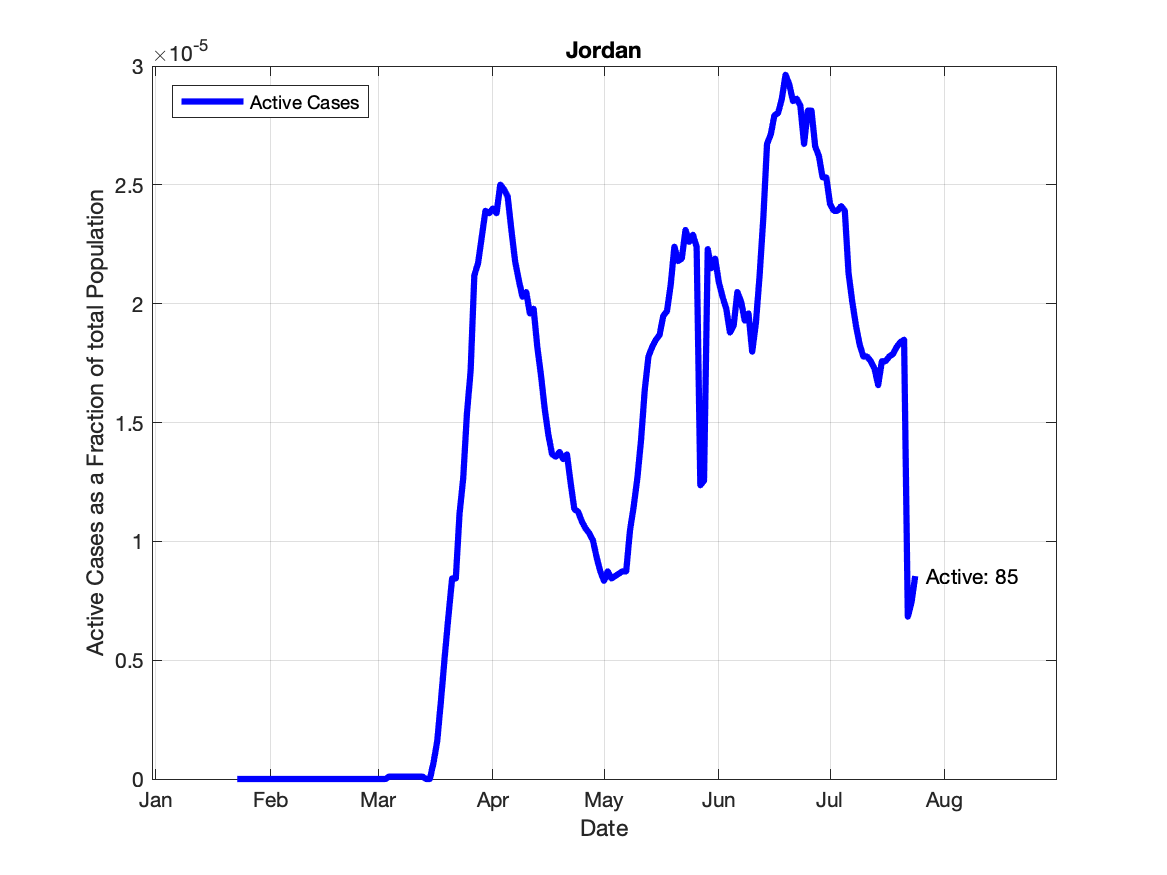 Jordan
×10-5
Active Cases
3
2.5
2
1.5
1
0.5
0
Active Cases as a Fraction of total Population
Active: 85
Jan Feb Mar Apr May Jun Jul Aug
Date